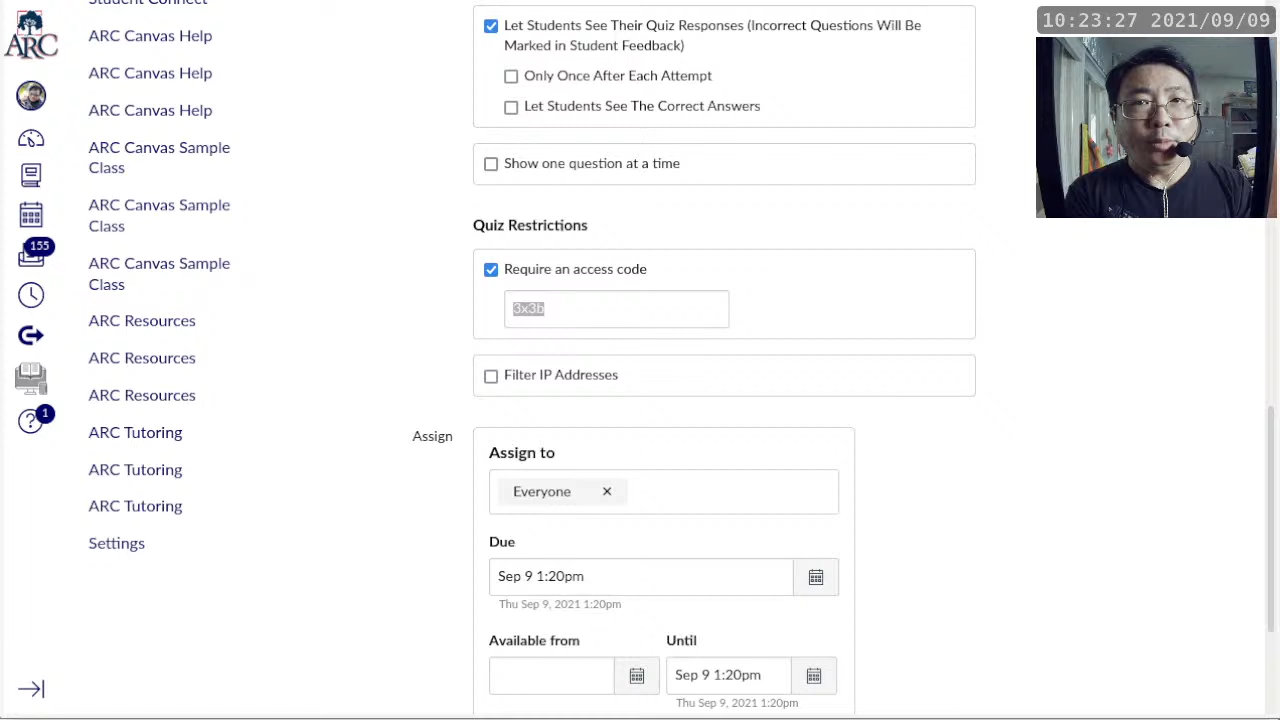 Student Connect
ARC Canvas Help
ARC Canvas Help
ARC Canvas Help
ARC Canvas Sample
Class
ARC Canvas Sample
Class
ARC Canvas Sample
Class
ARC Resources
ARC Resources
ARC Resources
ARC Tutoring
ARC Tutoring
ARC Tutoring
Settings
ARC
155
1
Let Students See Their Quiz Responses (Incorrect Questions Will Be
Marked in Student Feedback)
Only Once After Each Attempt
Let Students See The Correct Answers
Show one question at a time
Quiz Restrictions
Require an access code
3x3b
Filter IP Addresses
Assign
Assign to
Everyone
Due
Sep 9 1:20pm
Thu Sep 9, 2021 1:20pm
Available from
Until
Sep 9 1:20pm
Thu Sep 9, 2021 1:20pm
10:23:27 2021/09/09